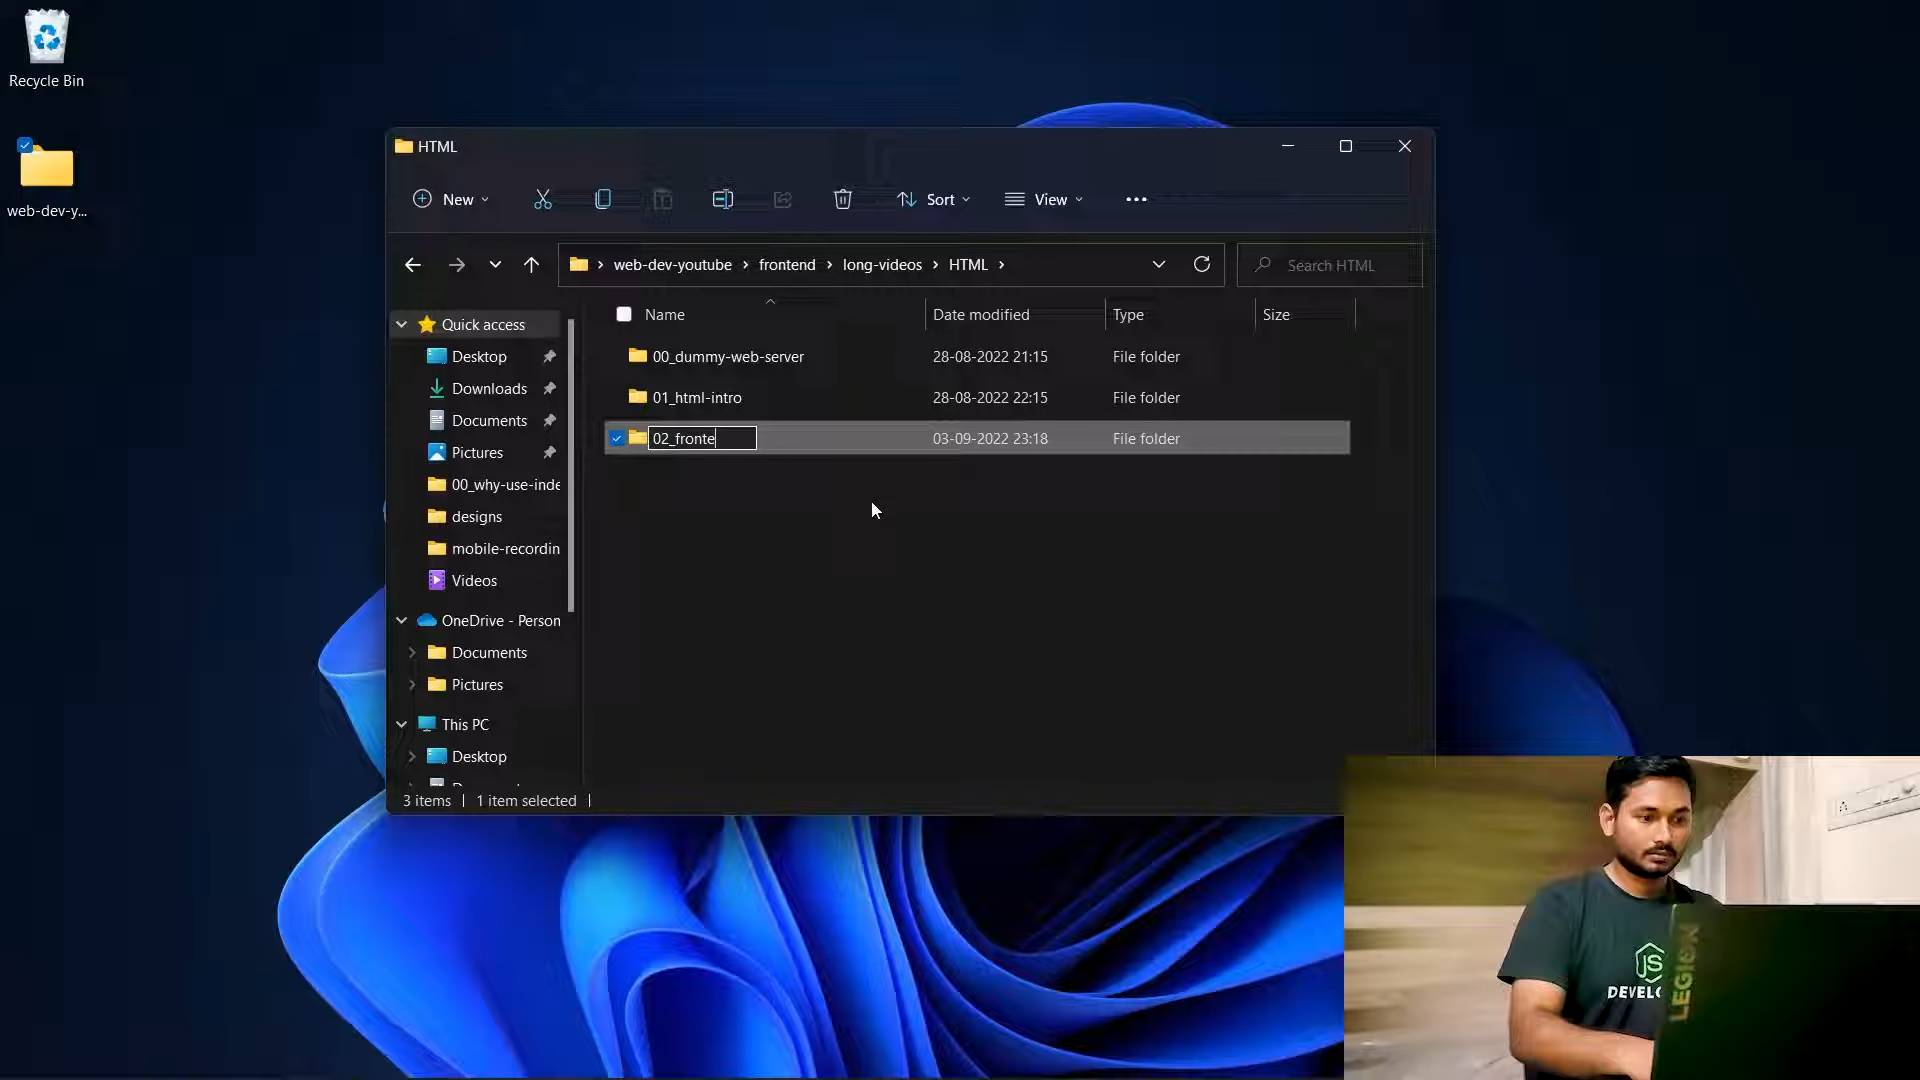 Recycle Bin
web-dev-y...
HTML
New
Sort
View
web-dev-youtube
frontend
long-videos
HTML
Search HTML
Name
Date modified
Type
Size
Quick access
Desktop
Downloads
Documents
Pictures
00_why-use-inde
designs
mobile-recordin
Videos
OneDrive - Person
Documents
Pictures
This PC
Desktop
00_dummy-web-server 28-08-2022 21:15 File folder
01_html-intro 28-08-2022 22:15 File folder
02_fronte 03-09-2022 23:18 File folder
3 items
1 item selected
JS
LEGION